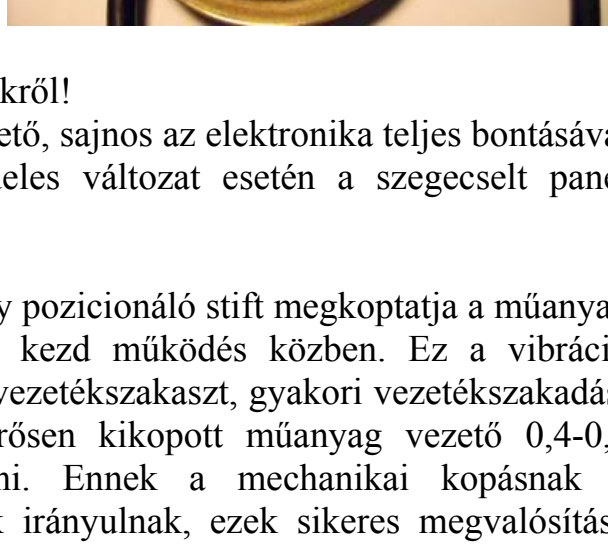 kről!
ető, sajnos az elektronika teljes bontásáva
leles változat esetén a szegecselt pane
y pozicionáló stift megkoptatja a műanya
kezd működés közben. Ez a vibráci
vezetékszakaszt, gyakori vezetékszakadás
rősen kikopott műanyag vezető 0,4-0,
ni. Ennek a mechanikai kopásnak
k irányulnak, ezek sikeres megvalósítás